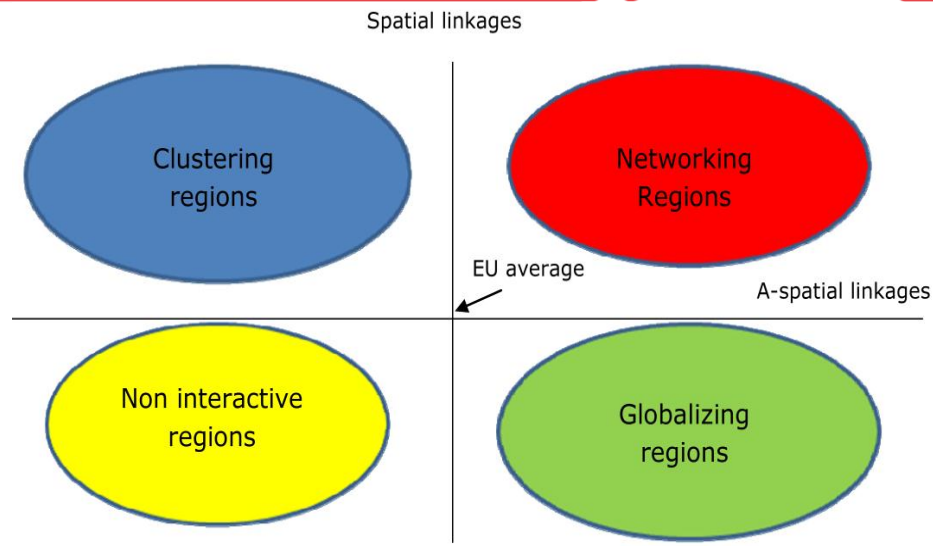 Spatial linkages
Clustering
regions
Networking
Regions
EU average
A-spatial linkages
Non interactive
regions
Globalizing
regions